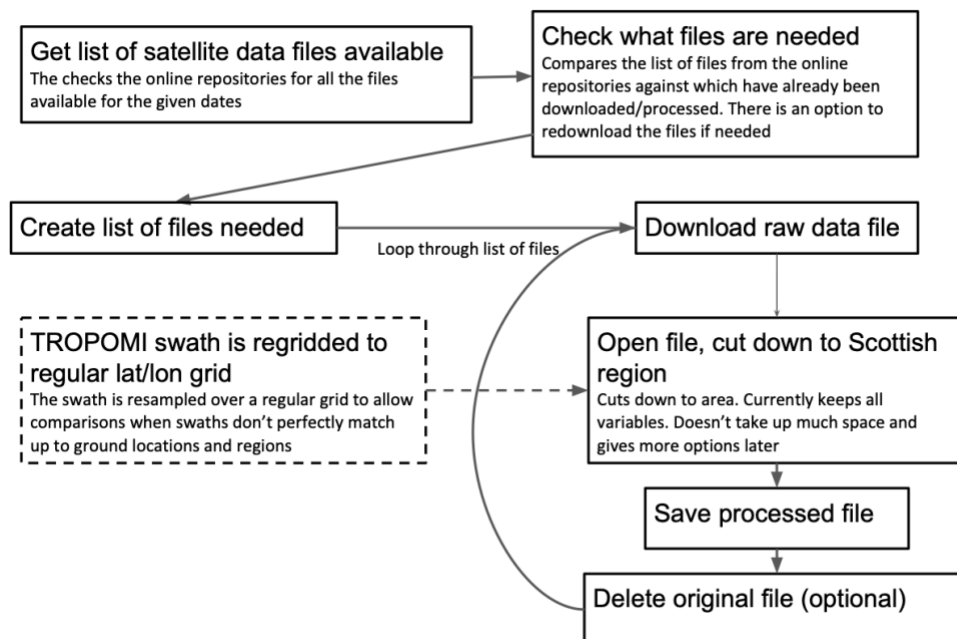 Get list of satellite data files available
The checks the online repositories for all the files
available for the given dates
Check what files are needed
Compares the list of files from the online
repositories against which have already been
downloaded/processed. There is an option to
redownload the files if needed
Create list of files needed
Loop through list of files
Download raw data file
TROPOMI swath is regridded to
regular lat/lon grid
The swath is resampled over a regular grid to allow
comparisons when swaths don’t perfectly match
up to ground locations and regions
Open file, cut down to Scottish
region
Cuts down to area. Currently keeps all
variables. Doesn’t take up much space and
gives more options later
Save processed file
Delete original file (optional)